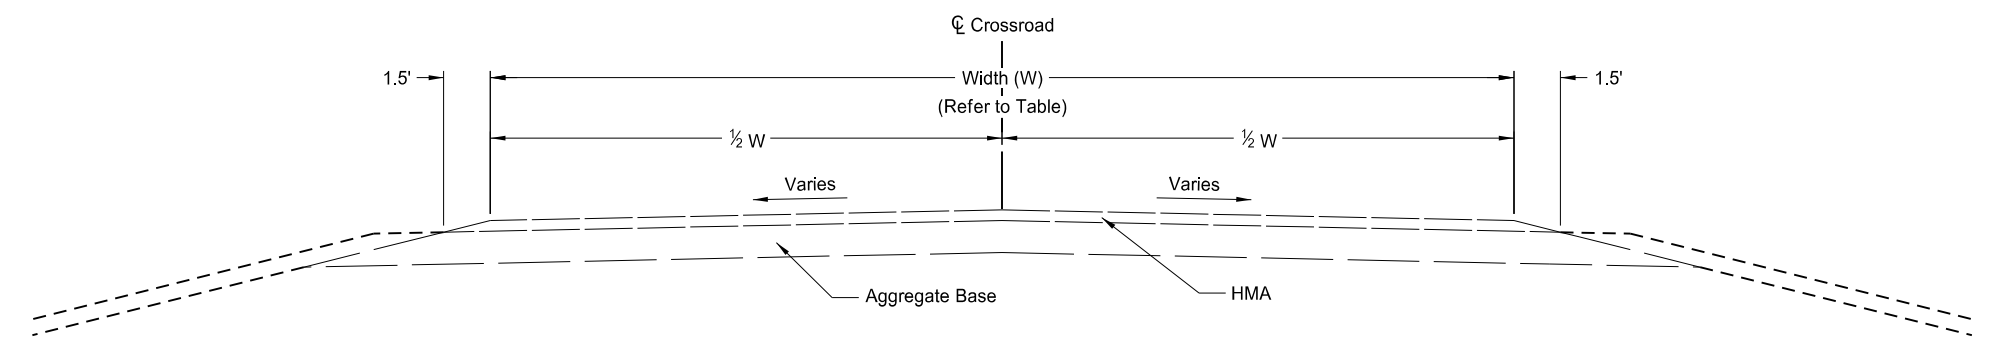 ℄ Crossroad
1.5' Width (W) 1.5'
(Refer to Table)
½ W ½ W
Varies Varies
Aggregate Base HMA